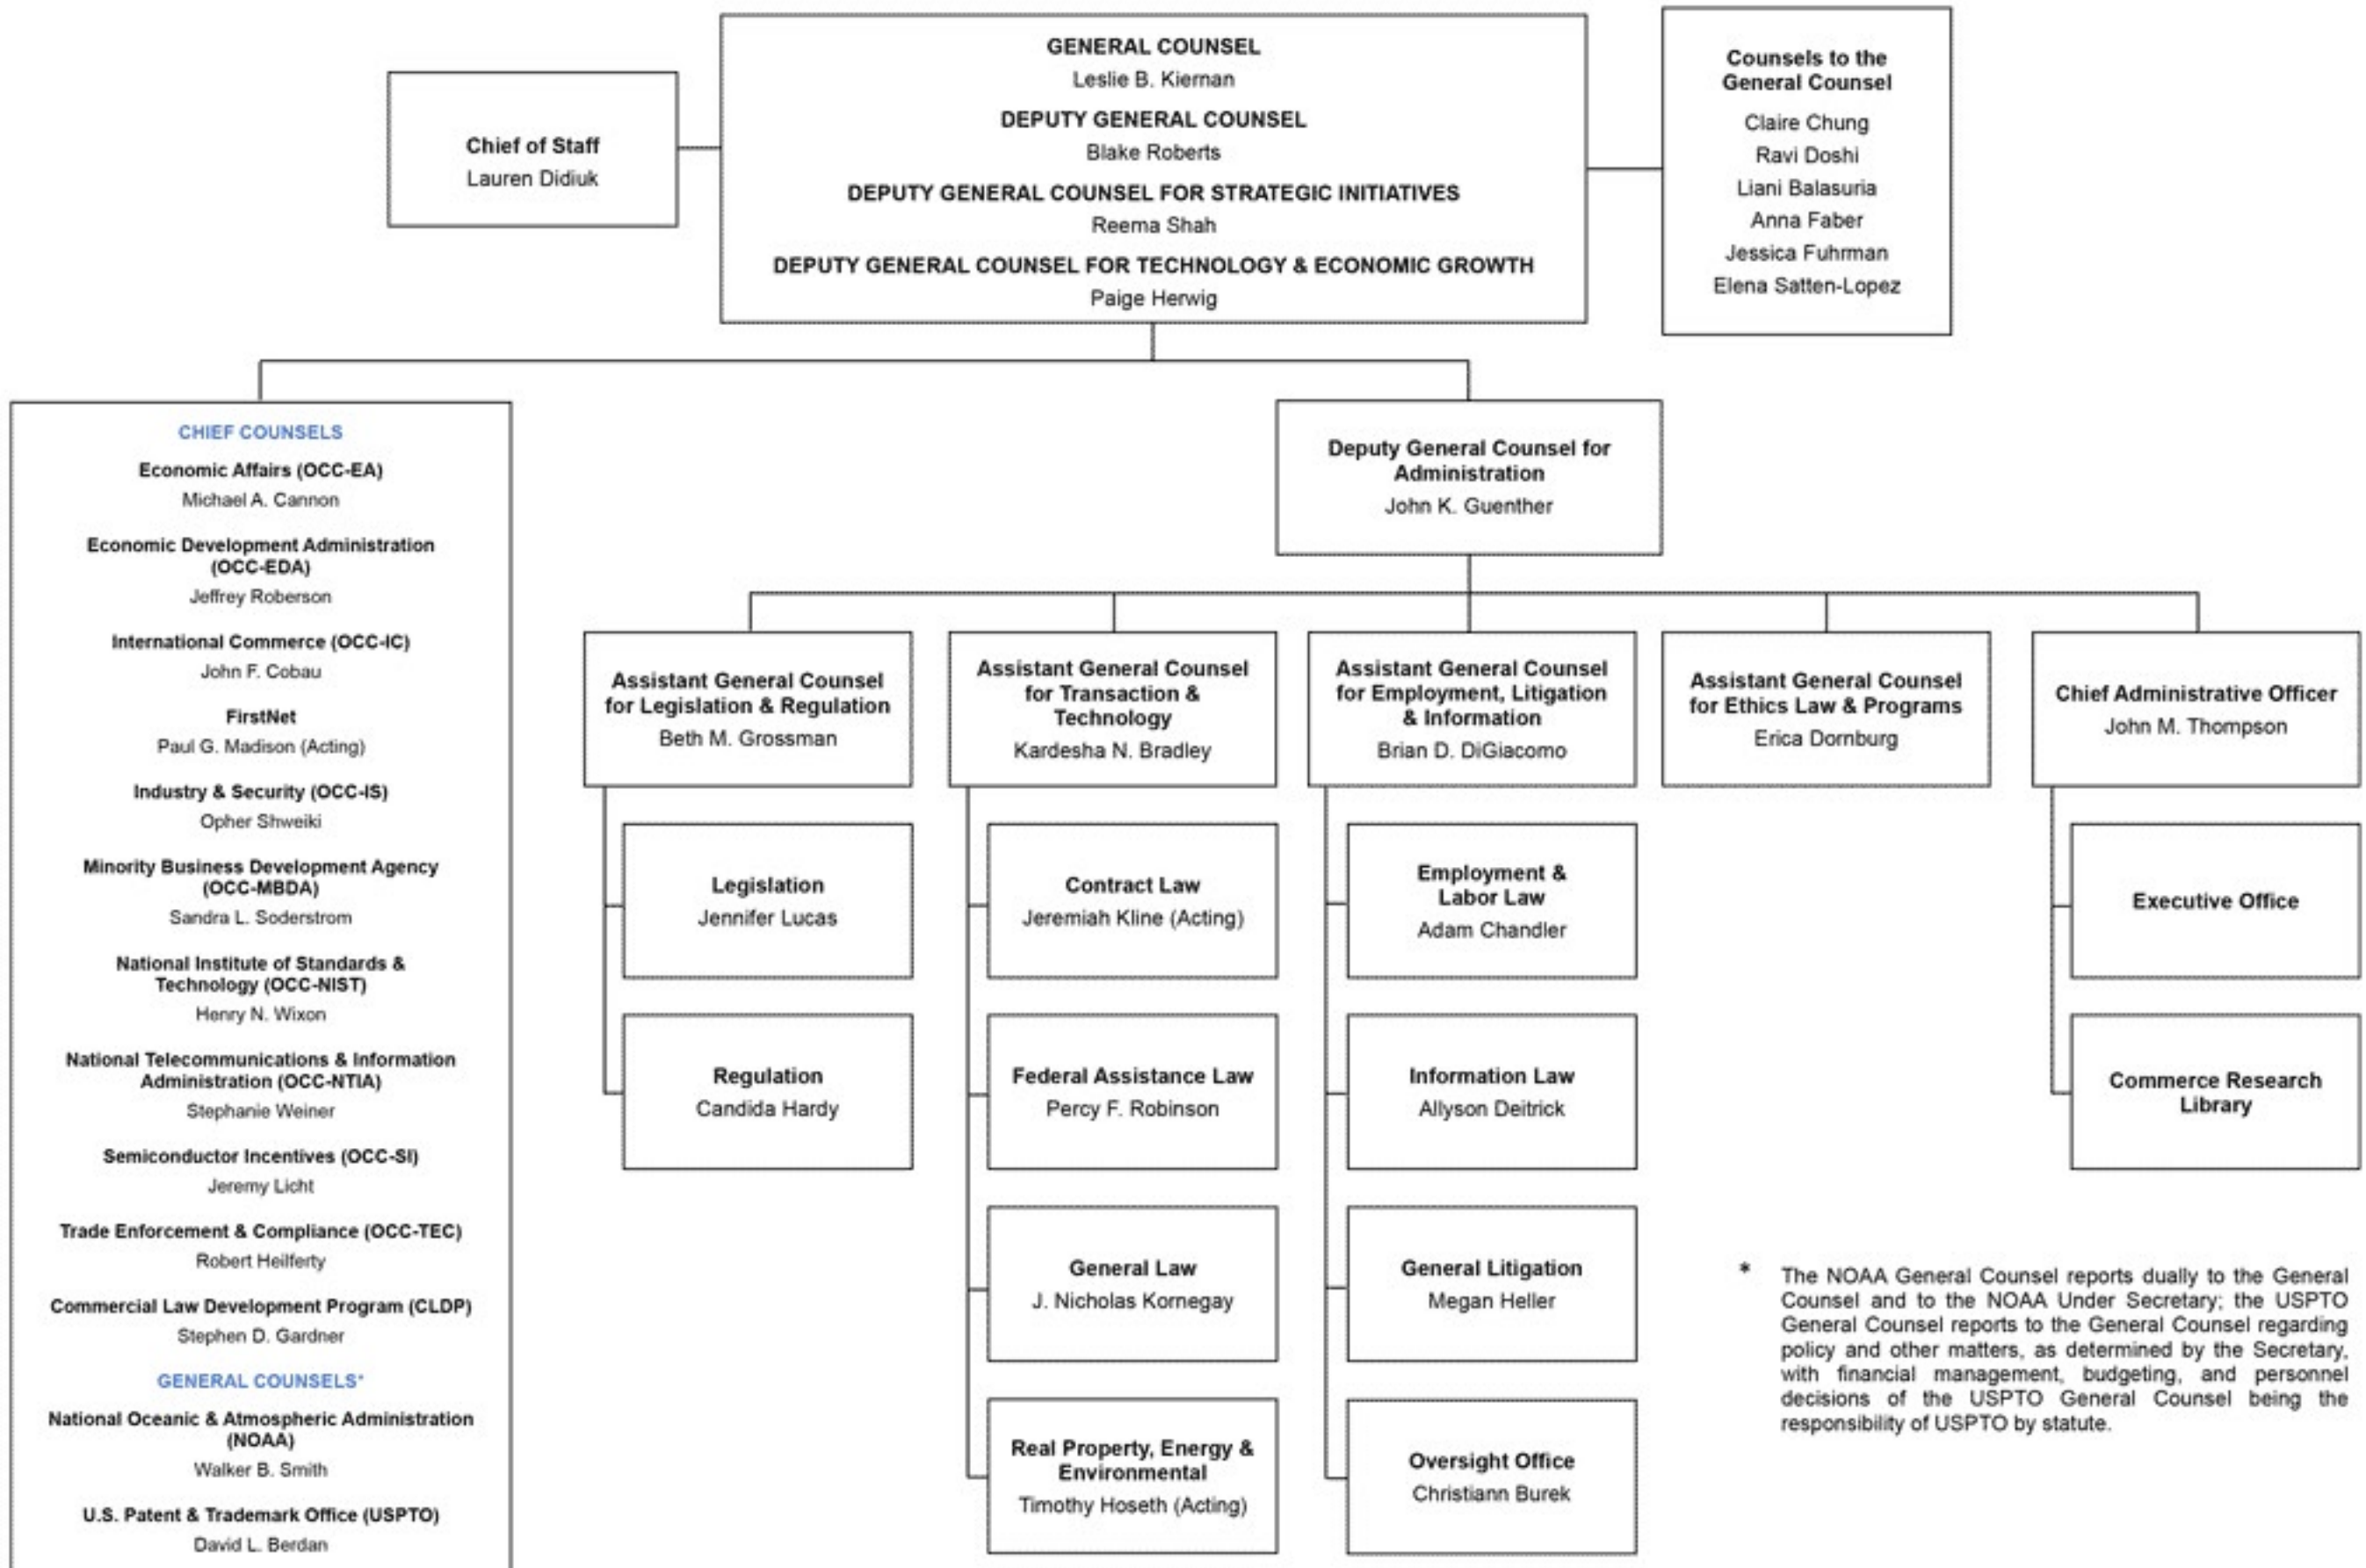 GENERAL COUNSEL
Leslie B. Kiernan
DEPUTY GENERAL COUNSEL
Blake Roberts
DEPUTY GENERAL COUNSEL FOR STRATEGIC INITIATIVES
Reema Shah
DEPUTY GENERAL COUNSEL FOR TECHNOLOGY & ECONOMIC GROWTH
Paige Herwig
Chief of Staff
Lauren Didiuk
Counsels to the
General Counsel
Claire Chung
Ravi Doshi
Liani Balasuria
Anna Faber
Jessica Fuhrman
Elena Satten-Lopez
CHIEF COUNSELS
Economic Affairs (OCC-EA)
Michael A. Cannon
Economic Development Administration
(OCC-EDA)
Jeffrey Roberson
International Commerce (OCC-IC)
John F. Cobau
FirstNet
Paul G. Madison (Acting)
Industry & Security (OCC-IS)
Opher Shweiki
Minority Business Development Agency
(OCC-MBDA)
Sandra L. Soderstrom
National Institute of Standards &
Technology (OCC-NIST)
Henry N. Wixon
National Telecommunications & Information
Administration (OCC-NTIA)
Stephanie Weiner
Semiconductor Incentives (OCC-SI)
Jeremy Licht
Trade Enforcement & Compliance (OCC-TEC)
Robert Heilferty
Commercial Law Development Program (CLDP)
Stephen D. Gardner
GENERAL COUNSELS*
National Oceanic & Atmospheric Administration
(NOAA)
Walker B. Smith
U.S. Patent & Trademark Office (USPTO)
David L. Berdan
Deputy General Counsel for
Administration
John K. Guenther
Assistant General Counsel
for Legislation & Regulation
Beth M. Grossman
Legislation
Jennifer Lucas
Regulation
Candida Hardy
Assistant General Counsel
for Transaction &
Technology
Kardesha N. Bradley
Contract Law
Jeremiah Kline (Acting)
Federal Assistance Law
Percy F. Robinson
General Law
J. Nicholas Kornegay
Real Property, Energy &
Environmental
Timothy Hoseth (Acting)
Assistant General Counsel
for Employment, Litigation
& Information
Brian D. DiGiacomo
Employment &
Labor Law
Adam Chandler
Information Law
Allyson Deitrick
General Litigation
Megan Heller
Oversight Office
Christiann Burek
Assistant General Counsel
for Ethics Law & Programs
Erica Dornburg
Chief Administrative Officer
John M. Thompson
Executive Office
Commerce Research
Library
* The NOAA General Counsel reports dually to the General
Counsel and to the NOAA Under Secretary; the USPTO
General Counsel reports to the General Counsel regarding
policy and other matters, as determined by the Secretary,
with financial management, budgeting, and personnel
decisions of the USPTO General Counsel being the
responsibility of USPTO by statute.